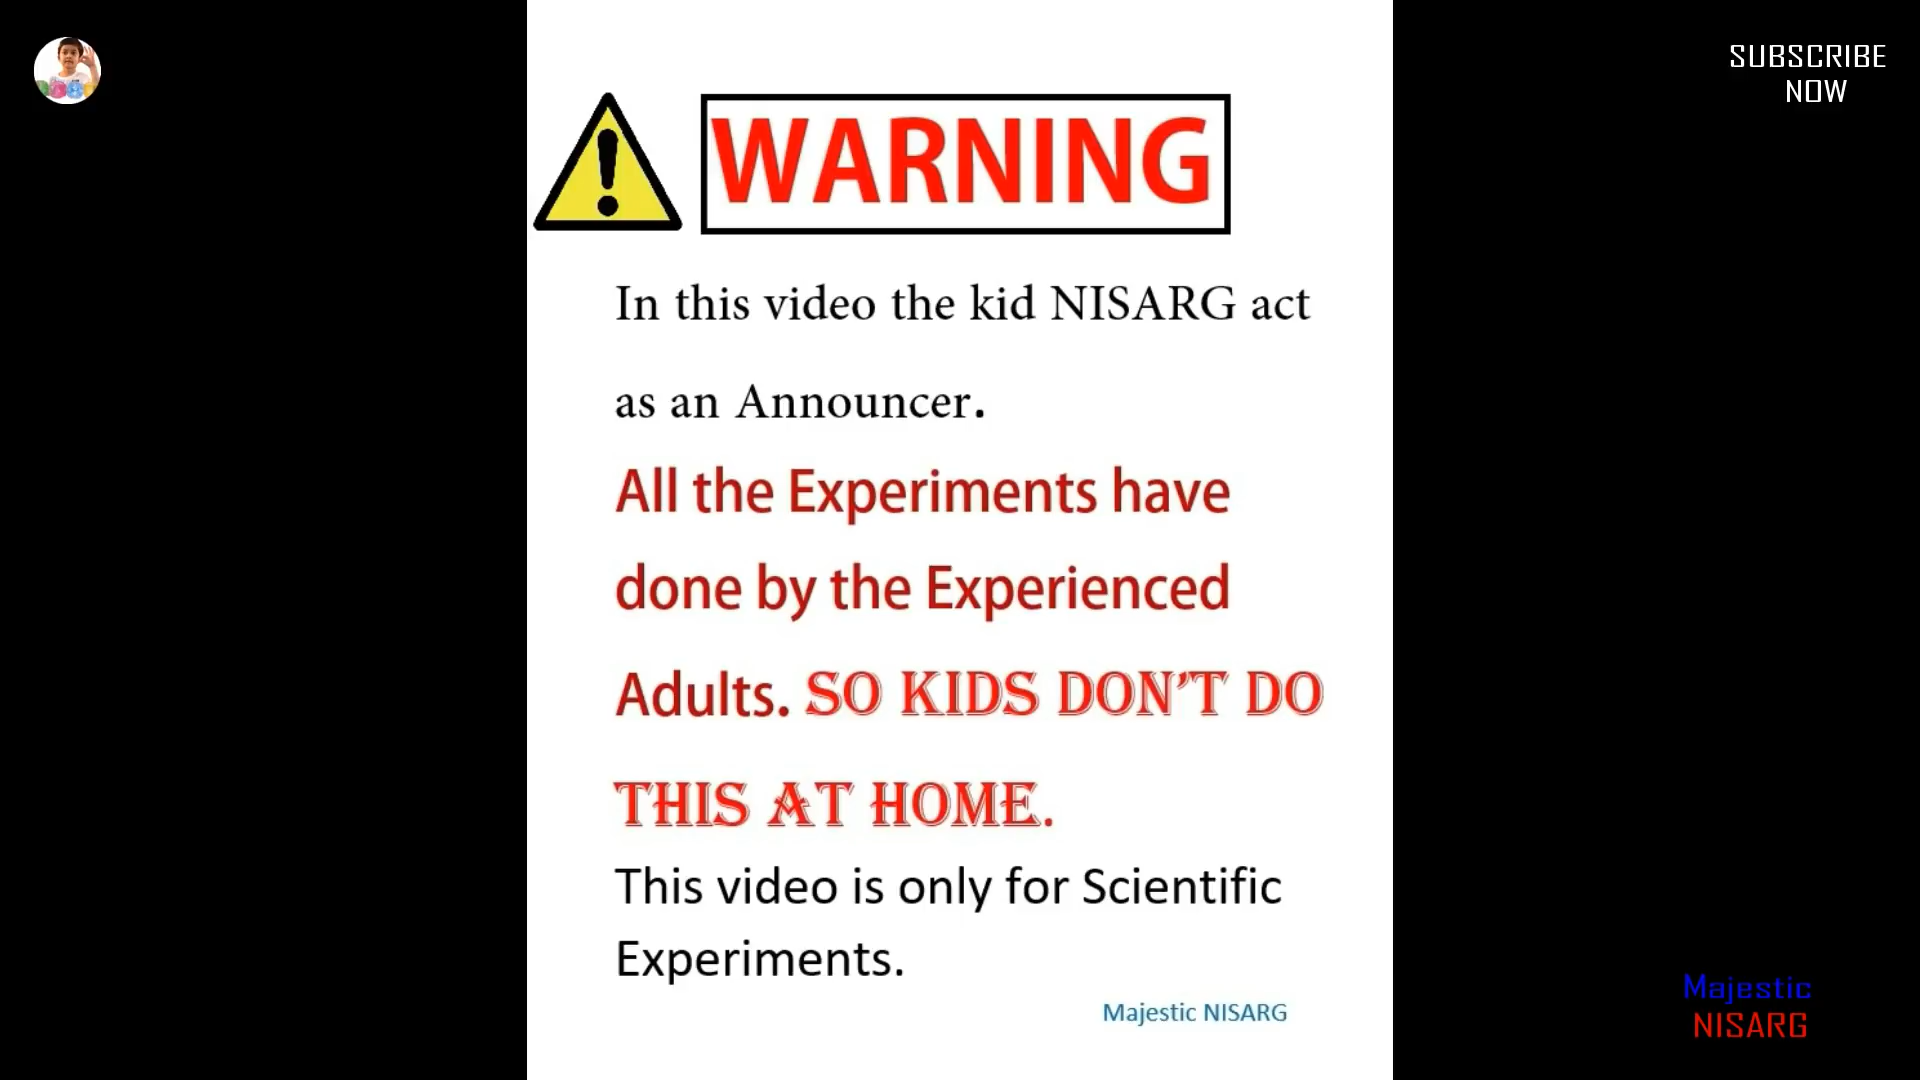 SUBSCRIBE
NOW
WARNING
In this video the kid NISARG act
as an Announcer.
All the Experiments have
done by the Experienced
Adults. SO KIDS DON'T DO
THIS AT HOME.
This video is only for Scientific
Experiments.
Majestic NISARG
Majestic
NISARG